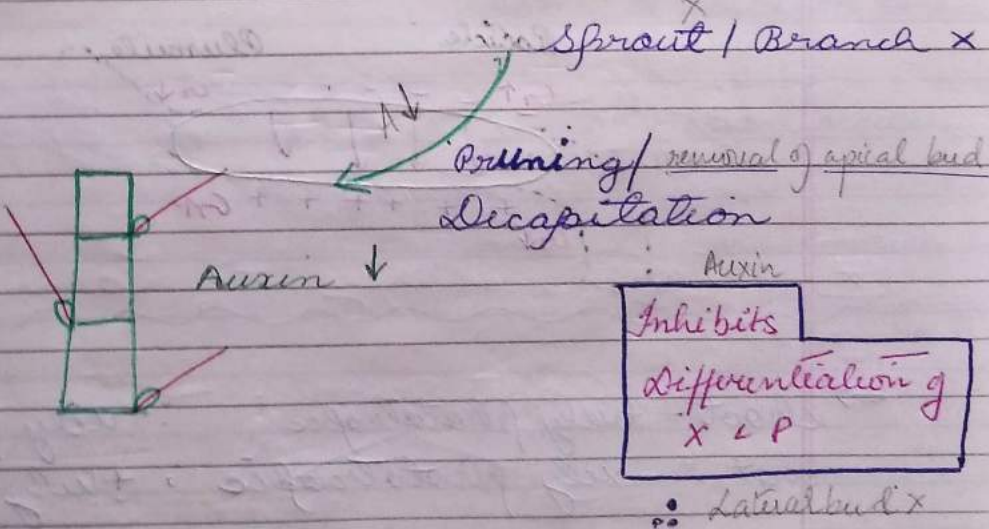 Sprout / Branch ×
A↓
Pruning / removal of apical bud
Decapitation
Auxin ↓
∴ Auxin
Inhibits
Differentiation of
X & P
∴ Lateral bud ×